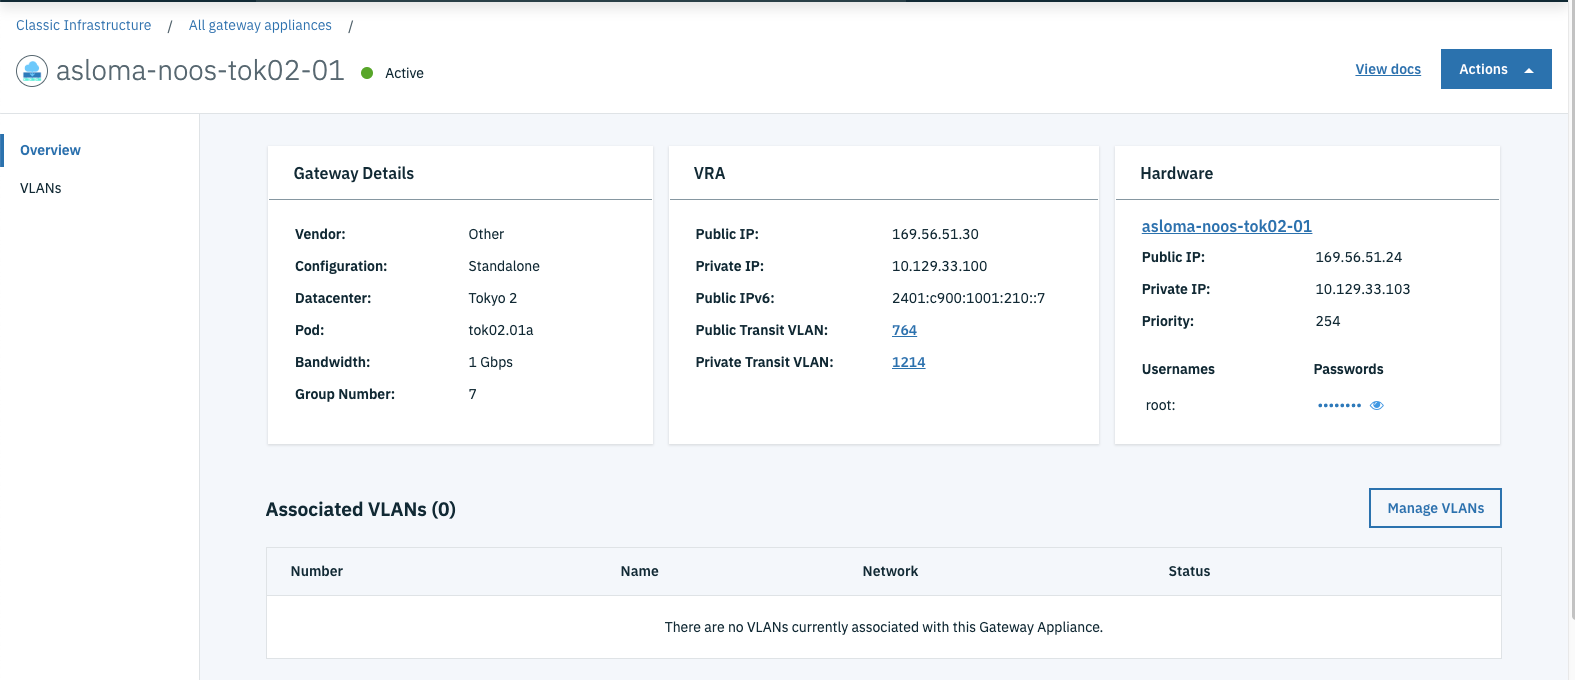 Classic Infrastructure / All gateway appliances /
asloma-noos-tok02-01 Active
View docs
Actions
Overview
VLANs
Gateway Details
Vendor: Other
Configuration: Standalone
Datacenter: Tokyo 2
Pod: tok02.01a
Bandwidth: 1 Gbps
Group Number: 7
VRA
Public IP: 169.56.51.30
Private IP: 10.129.33.100
Public IPv6: 2401:c900:1001:210::7
Public Transit VLAN: 764
Private Transit VLAN: 1214
Hardware
asloma-noos-tok02-01
Public IP: 169.56.51.24
Private IP: 10.129.33.103
Priority: 254
Usernames Passwords
root: ••••••••
Associated VLANs (0)
Manage VLANs
Number Name Network Status
There are no VLANs currently associated with this Gateway Appliance.